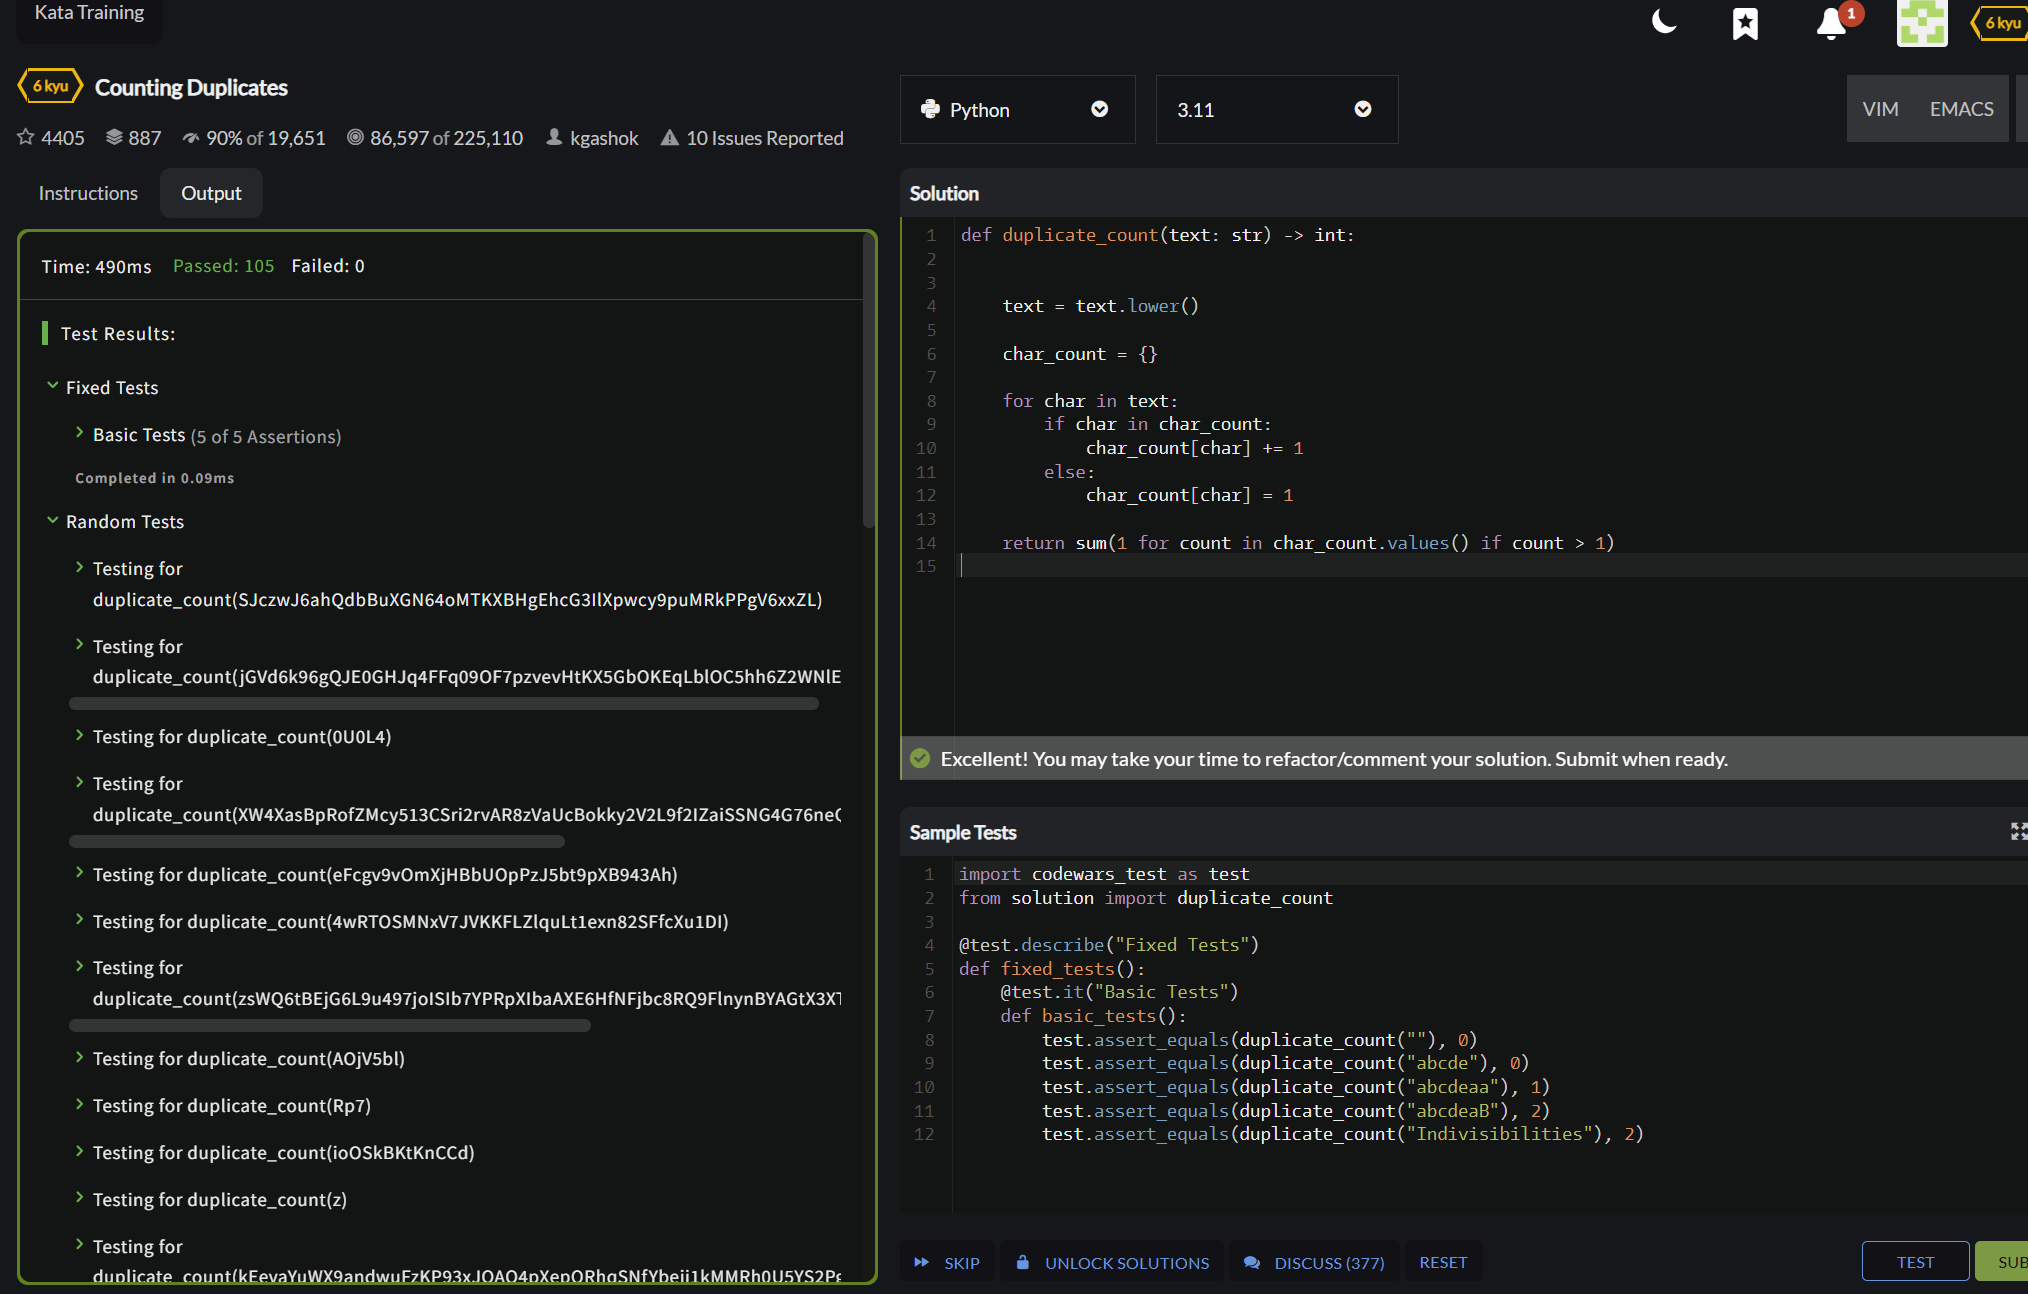 Kata Training
1
6 kyu
6 kyu
Counting Duplicates
4405 887 90% of 19,651 86,597 of 225,110 kgashok 10 Issues Reported
Python
3.11
VIM EMACS
Instructions Output
Time: 490ms Passed: 105 Failed: 0
Test Results:
Fixed Tests
Basic Tests (5 of 5 Assertions)
Completed in 0.09ms
Random Tests
Testing for
duplicate_count(SJczwJ6ahQdbBuXGN64oMTKXBHgEhcG3IlXpwcy9puMRkPPgV6xxZL)
Testing for
duplicate_count(jGVd6k96gQJE0GHJq4FFq09OF7pzvevHtKX5GbOKEqLblOC5hh6Z2WNlE
Testing for duplicate_count(0U0L4)
Testing for
duplicate_count(XW4XasBpRofZMcy513CSri2rvAR8zVaUcBokky2V2L9f2IZaiSSNG4G76ne
Testing for duplicate_count(eFcgv9vOmXjHBbUOpPzJ5bt9pXB943Ah)
Testing for duplicate_count(4wRTOSMNxV7JVKKFLZlquLt1exn82SFfcXu1DI)
Testing for
duplicate_count(zsWQ6tBEjG6L9u497joISIb7YPRpXIbaAXE6HfNFjbc8RQ9FlnynBYAGtX3X
Testing for duplicate_count(AOjV5bl)
Testing for duplicate_count(Rp7)
Testing for duplicate_count(ioOSkBKtKnCCd)
Testing for duplicate_count(z)
Testing for
Solution
1 def duplicate_count(text: str) -> int:
2
3
4 text = text.lower()
5
6 char_count = {}
7
8 for char in text:
9 if char in char_count:
10 char_count[char] += 1
11 else:
12 char_count[char] = 1
13
14 return sum(1 for count in char_count.values() if count > 1)
15
Excellent! You may take your time to refactor/comment your solution. Submit when ready.
Sample Tests
1 import codewars_test as test
2 from solution import duplicate_count
3
4 @test.describe("Fixed Tests")
5 def fixed_tests():
6 @test.it("Basic Tests")
7 def basic_tests():
8 test.assert_equals(duplicate_count(""), 0)
9 test.assert_equals(duplicate_count("abcde"), 0)
10 test.assert_equals(duplicate_count("abcdeaa"), 1)
11 test.assert_equals(duplicate_count("abcdeaB"), 2)
12 test.assert_equals(duplicate_count("Indivisibilities"), 2)
SKIP UNLOCK SOLUTIONS DISCUSS (377) RESET
TEST SUB